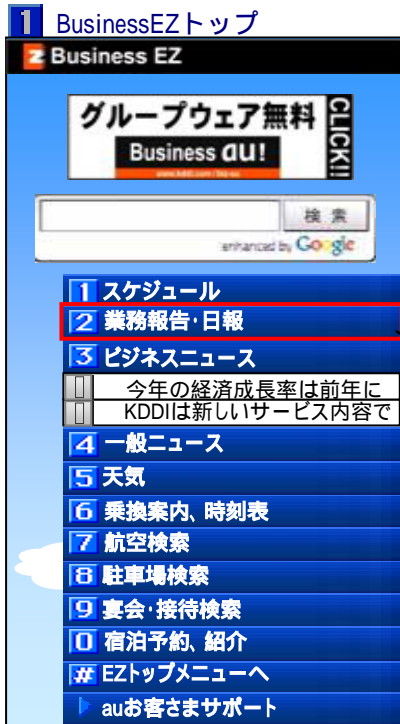 1 BusinessEZトップ
Business EZ
グループウェア無料
CLICK!!
Business au!
検 索
enhanced by Google
1 スケジュール
2 業務報告・日報
3 ビジネスニュース
今年の経済成長率は前年に
KDDIは新しいサービス内容で
4 一般ニュース
5 天気
6 乗換案内、時刻表
7 航空検索
8 駐車場検索
9 宴会・接待検索
0 宿泊予約、紹介
# EZトップメニューへ
auお客さまサポート